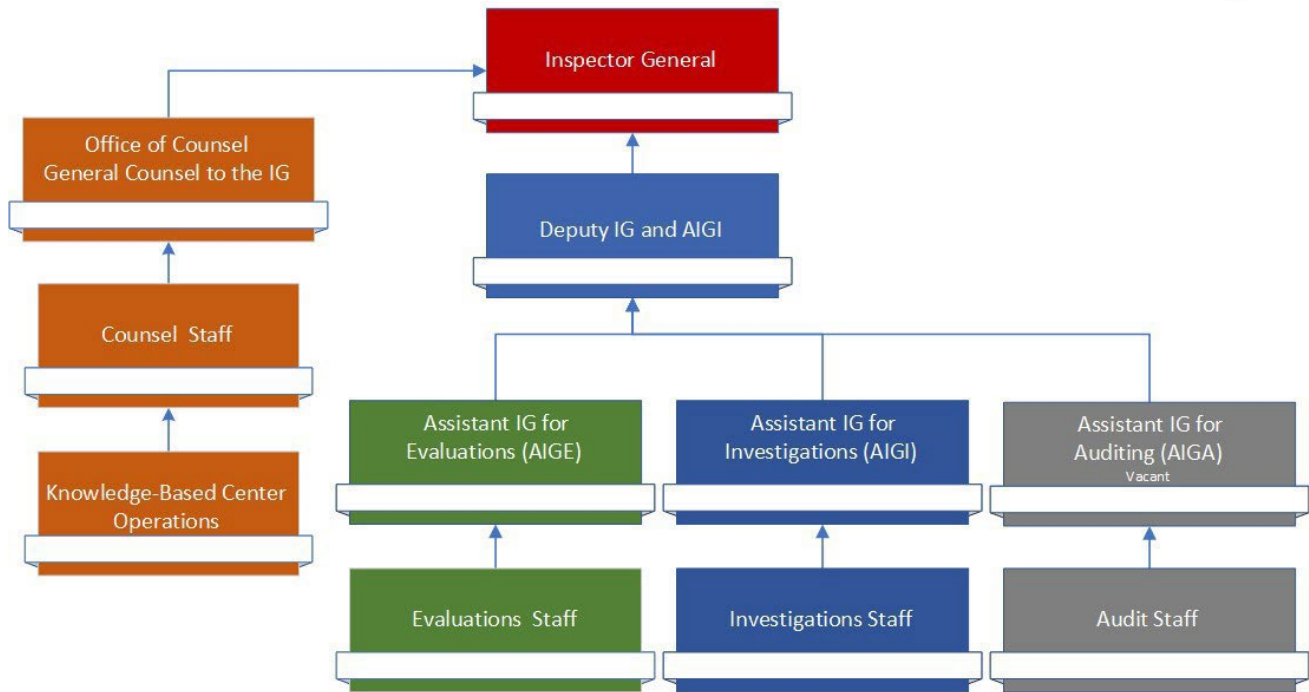 Inspector General
Office of Counsel
General Counsel to the IG
Deputy IG and AIGI
Counsel  Staff
Knowledge-Based Center
Operations
Assistant IG for
Evaluations (AIGE)
Assistant IG for
Investigations (AIGI)
Assistant IG for
Auditing (AIGA)
Vacant
Evaluations  Staff
Investigations Staff
Audit Staff